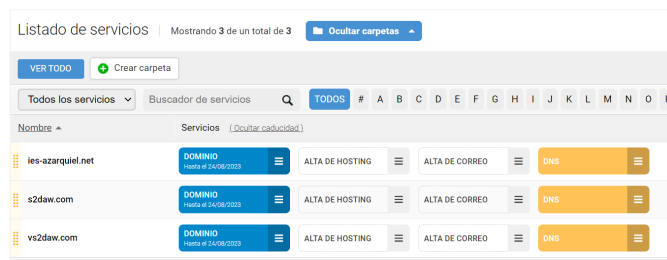 Listado de servicios Mostrando 3 de un total de 3 Ocultar carpetas
VER TODO Crear carpeta
Todos los servicios Buscador de servicios TODOS # A B C D E F G H I J K L M N O
Nombre Servicios (Ocultar caducidad)
ies-azarquiel.net DOMINIO Hasta el 24/08/2023 ALTA DE HOSTING ALTA DE CORREO DNS
s2daw.com DOMINIO Hasta el 24/08/2023 ALTA DE HOSTING ALTA DE CORREO DNS
vs2daw.com DOMINIO Hasta el 24/08/2023 ALTA DE HOSTING ALTA DE CORREO DNS